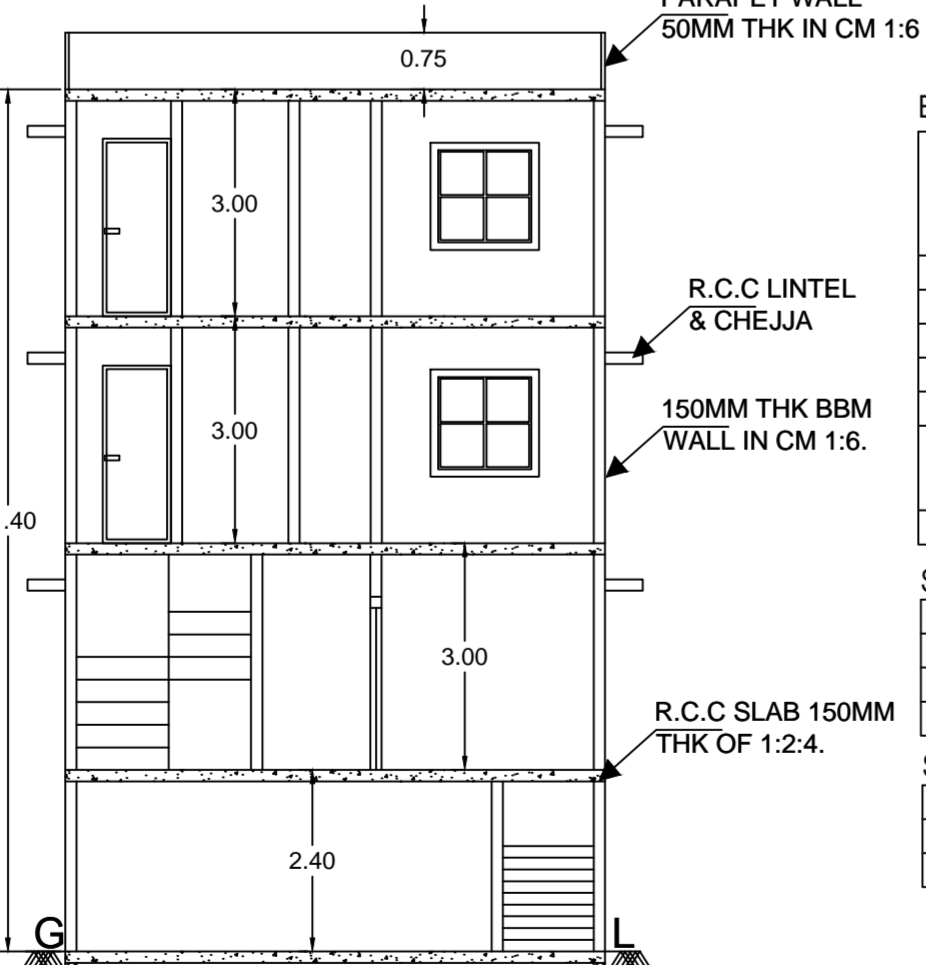 PARAPET WALL
50MM THK IN CM 1:6
0.75
3.00
R.C.C LINTEL
& CHEJJA
3.00
150MM THK BBM
WALL IN CM 1:6.
.40
3.00
R.C.C SLAB 150MM
THK OF 1:2:4.
2.40
G L